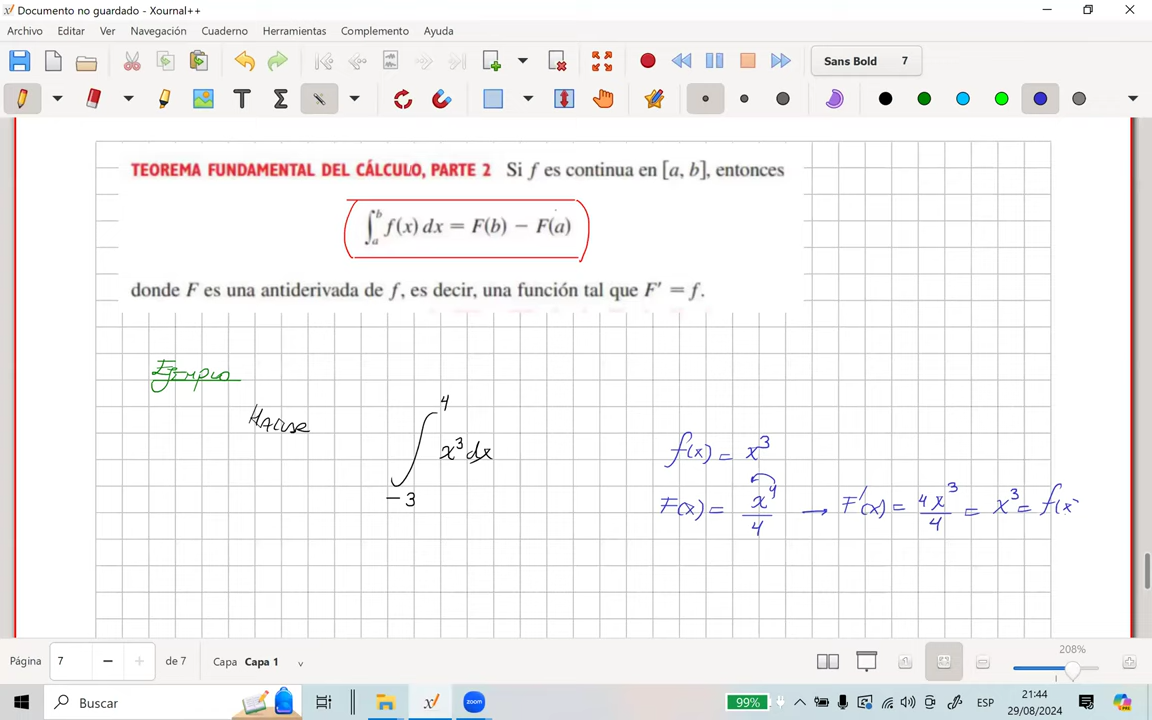 Documento no guardado - Xournal++
Archivo Editar Ver Navegación Cuaderno Herramientas Complemento Ayuda
Sans Bold 7
TEOREMA FUNDAMENTAL DEL CÁLCULO, PARTE 2 Si f es continua en [a, b], entonces
∫_a^b f(x) dx = F(b) − F(a)
donde F es una antiderivada de f, es decir, una función tal que F′ = f.
Ejemplo
∫_{-3}^{4} x³ dx
f(x) = x³
F(x) = x⁴/4 → F'(x) = 4x³/4 = x³ = f(x)
Página 7 de 7 Capa Capa 1 208%
Buscar 99% ESP 21:44
29/08/2024
zoom